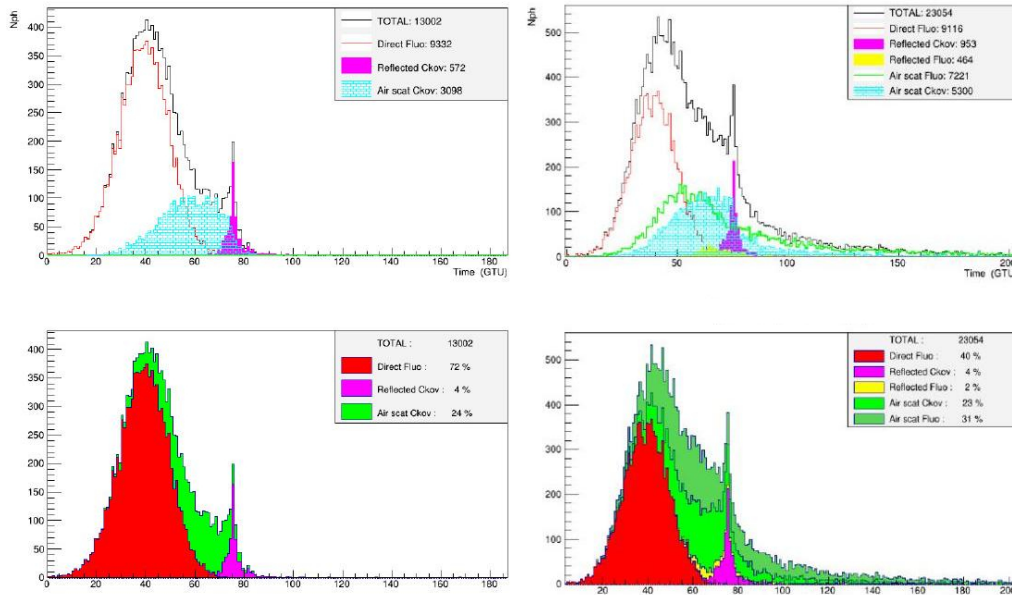 Nph
400
350
300
250
200
150
100
50
0
TOTAL: 13002
Direct Fluo: 9332
Reflected Ckov: 572
Air scat Ckov: 3098
0 20 40 60 80 100 120 140 160 180
Time (GTU)
Nph
500
400
300
200
100
0
TOTAL: 23054
Direct Fluo: 9116
Reflected Ckov: 953
Reflected Fluo: 464
Air scat Fluo: 7221
Air scat Ckov: 5300
0 50 100 150 200
Time (GTU)
400
350
300
250
200
150
100
50
0
TOTAL : 13002
Direct Fluo : 72 %
Reflected Ckov : 4 %
Air scat Ckov : 24 %
20 40 60 80 100 120 140 160 180
500
400
300
200
100
0
TOTAL : 23054
Direct Fluo : 40 %
Reflected Ckov : 4 %
Reflected Fluo : 2 %
Air scat Ckov : 23 %
Air scat Fluo : 31 %
20 40 60 80 100 120 140 160 180 200